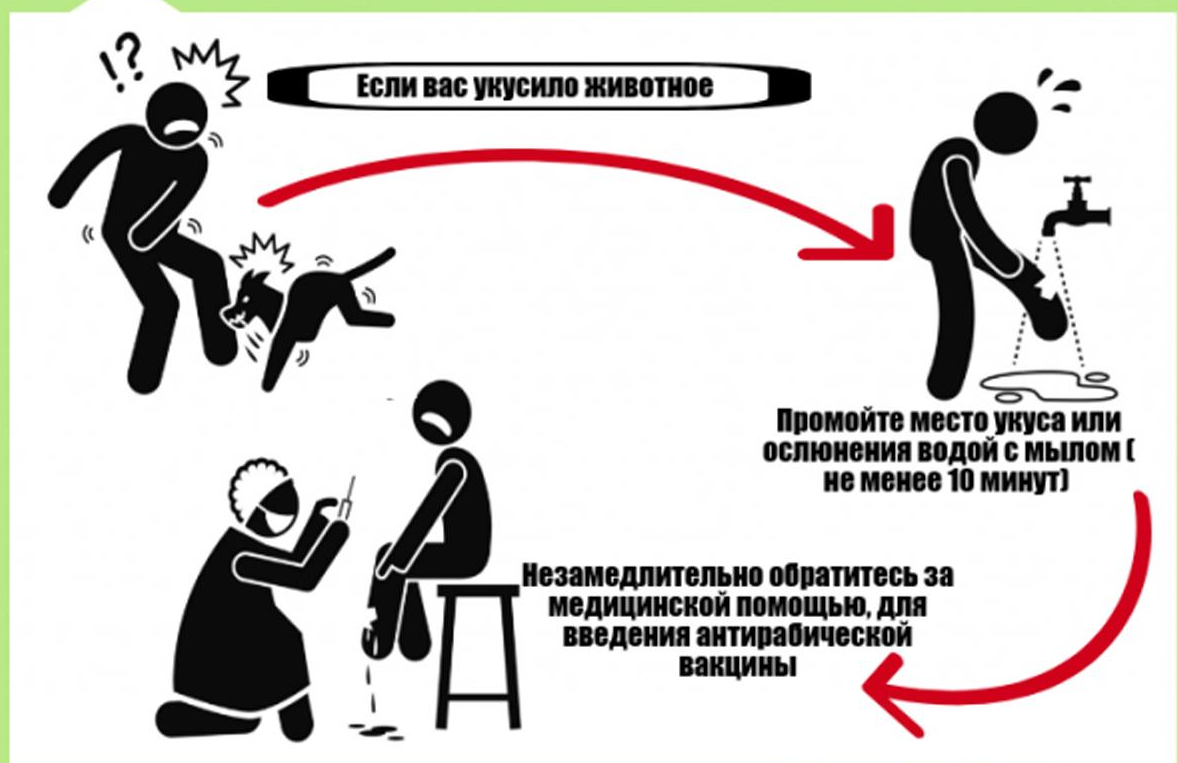 !?
Если вас укусило животное
Промойте место укуса или
ослюнения водой с мылом (
не менее 10 минут)
Незамедлительно обратитесь за
медицинской помощью, для
введения антирабической
вакцины